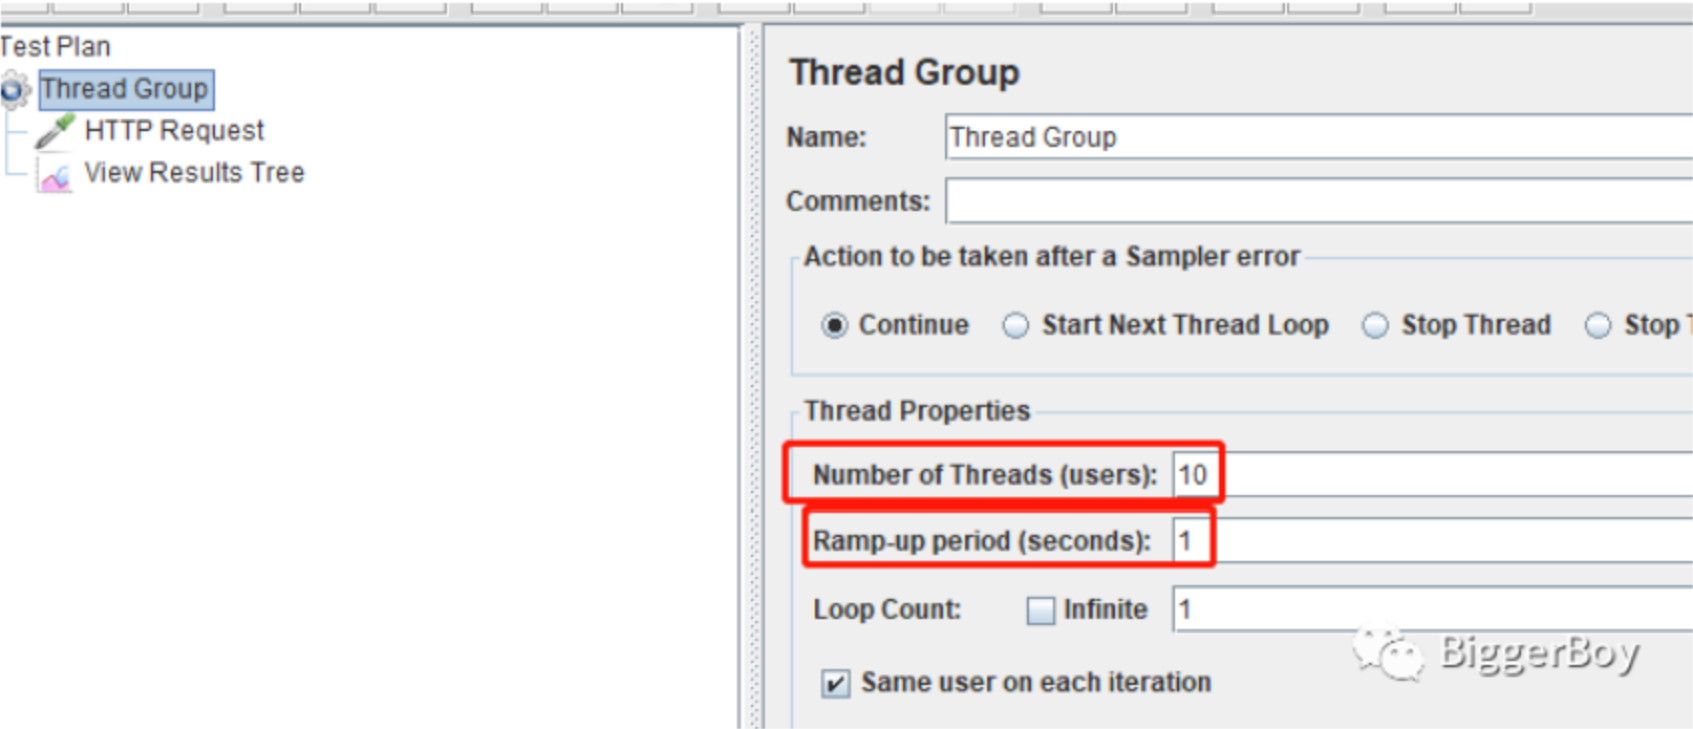 Test Plan
Thread Group
HTTP Request
View Results Tree
Thread Group
Name: Thread Group
Comments:
Action to be taken after a Sampler error
Continue Start Next Thread Loop Stop Thread Stop
Thread Properties
Number of Threads (users): 10
Ramp-up period (seconds): 1
Loop Count: Infinite 1
Same user on each iteration
BiggerBoy